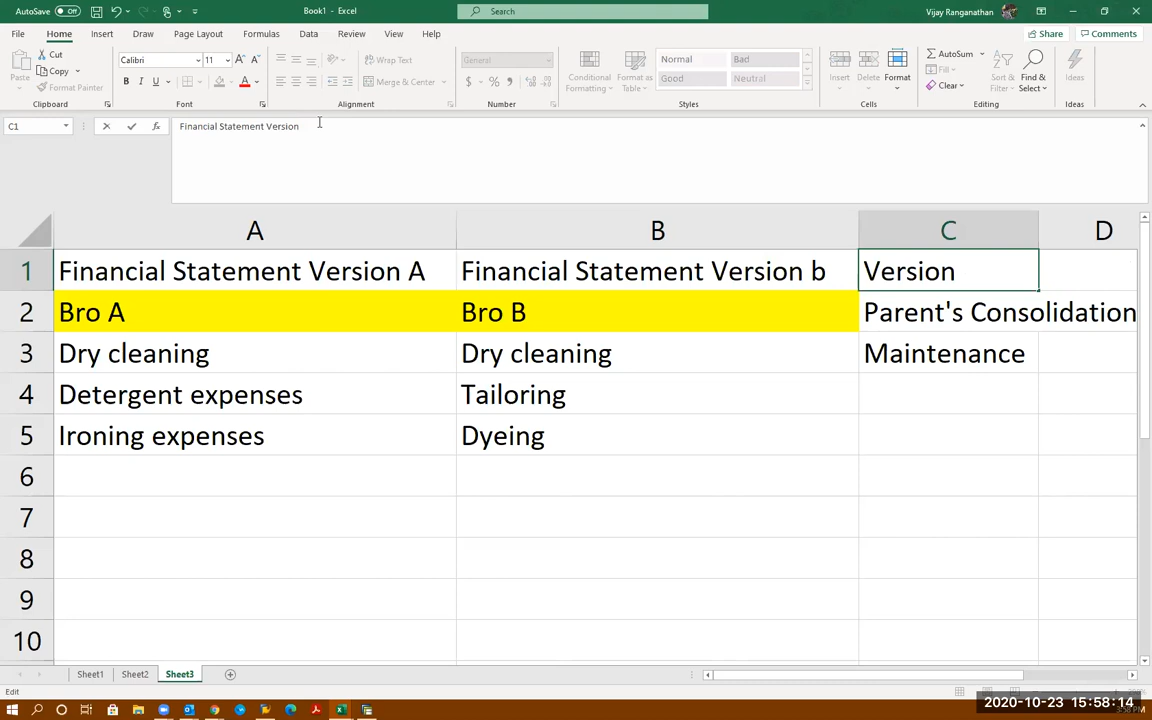 AutoSave Off Book1 - Excel Search Vijay Ranganathan
File Home Insert Draw Page Layout Formulas Data Review View Help Share Comments
Paste Cut Copy Format Painter
Calibri 11 A A
B I U A
Wrap Text
Merge & Center
General
$ % ,
Conditional Formatting Format as Table
Normal Bad
Good Neutral
Insert Delete Format
AutoSum
Fill
Clear
Sort & Filter Find & Select
Ideas
Clipboard Font Alignment Number Styles Cells Editing Ideas
C1 fx Financial Statement Version
A B C D
1 Financial Statement Version A Financial Statement Version b Version
2 Bro A Bro B Parent's Consolidation
3 Dry cleaning Dry cleaning Maintenance
4 Detergent expenses Tailoring
5 Ironing expenses Dyeing
6
7
8
9
10
Sheet1 Sheet2 Sheet3
Edit
2020-10-23 15:58:14